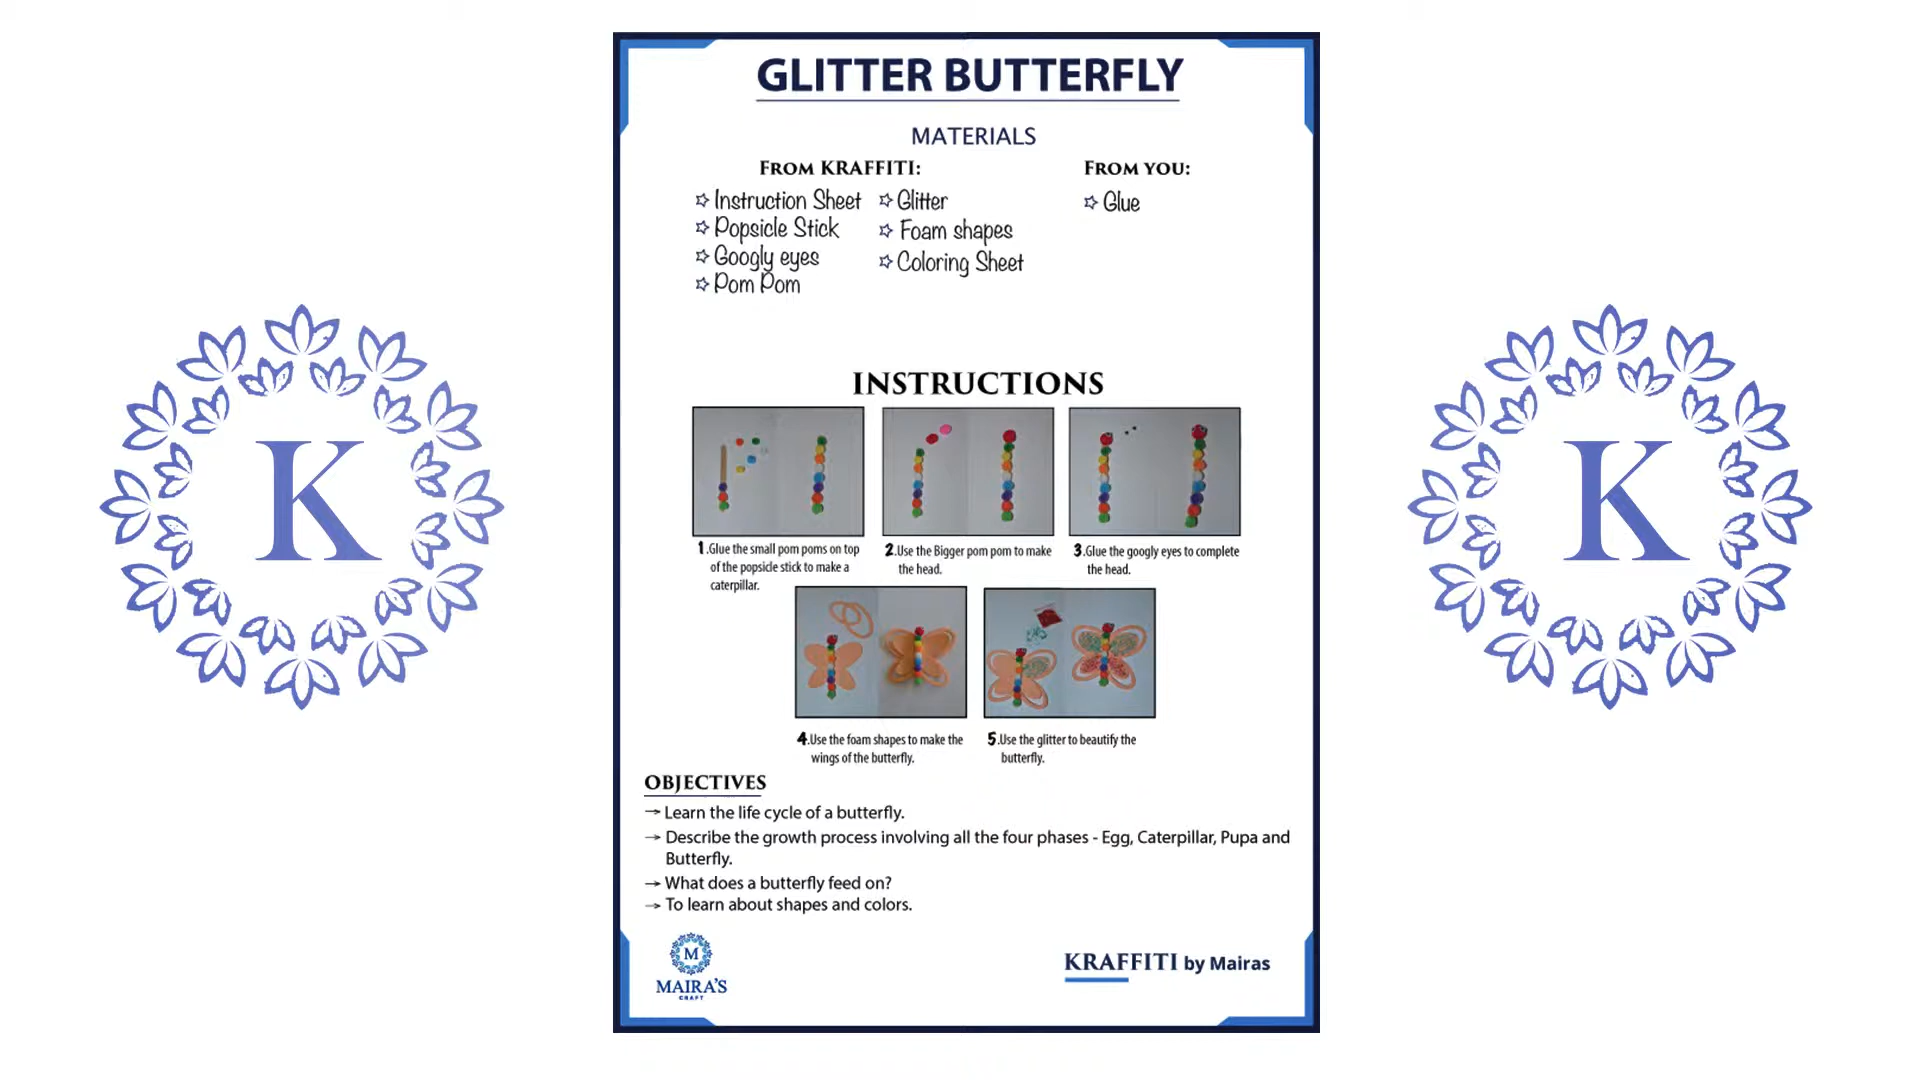 GLITTER BUTTERFLY
MATERIALS
FROM KRAFFITI:
Instruction Sheet
Popsicle Stick
Googly eyes
Pom Pom
Glitter
Foam shapes
Coloring Sheet
FROM YOU:
Glue
INSTRUCTIONS
1.Glue the small pom poms on top
of the popsicle stick to make a
caterpillar.
2.Use the Bigger pom pom to make
the head.
3.Glue the googly eyes to complete
the head.
4.Use the foam shapes to make the
wings of the butterfly.
5.Use the glitter to beautify the
butterfly.
OBJECTIVES
→ Learn the life cycle of a butterfly.
→ Describe the growth process involving all the four phases - Egg, Caterpillar, Pupa and
Butterfly.
→ What does a butterfly feed on?
→ To learn about shapes and colors.
M
MAIRA'S
CRAFT
KRAFFITI by Mairas
K
K